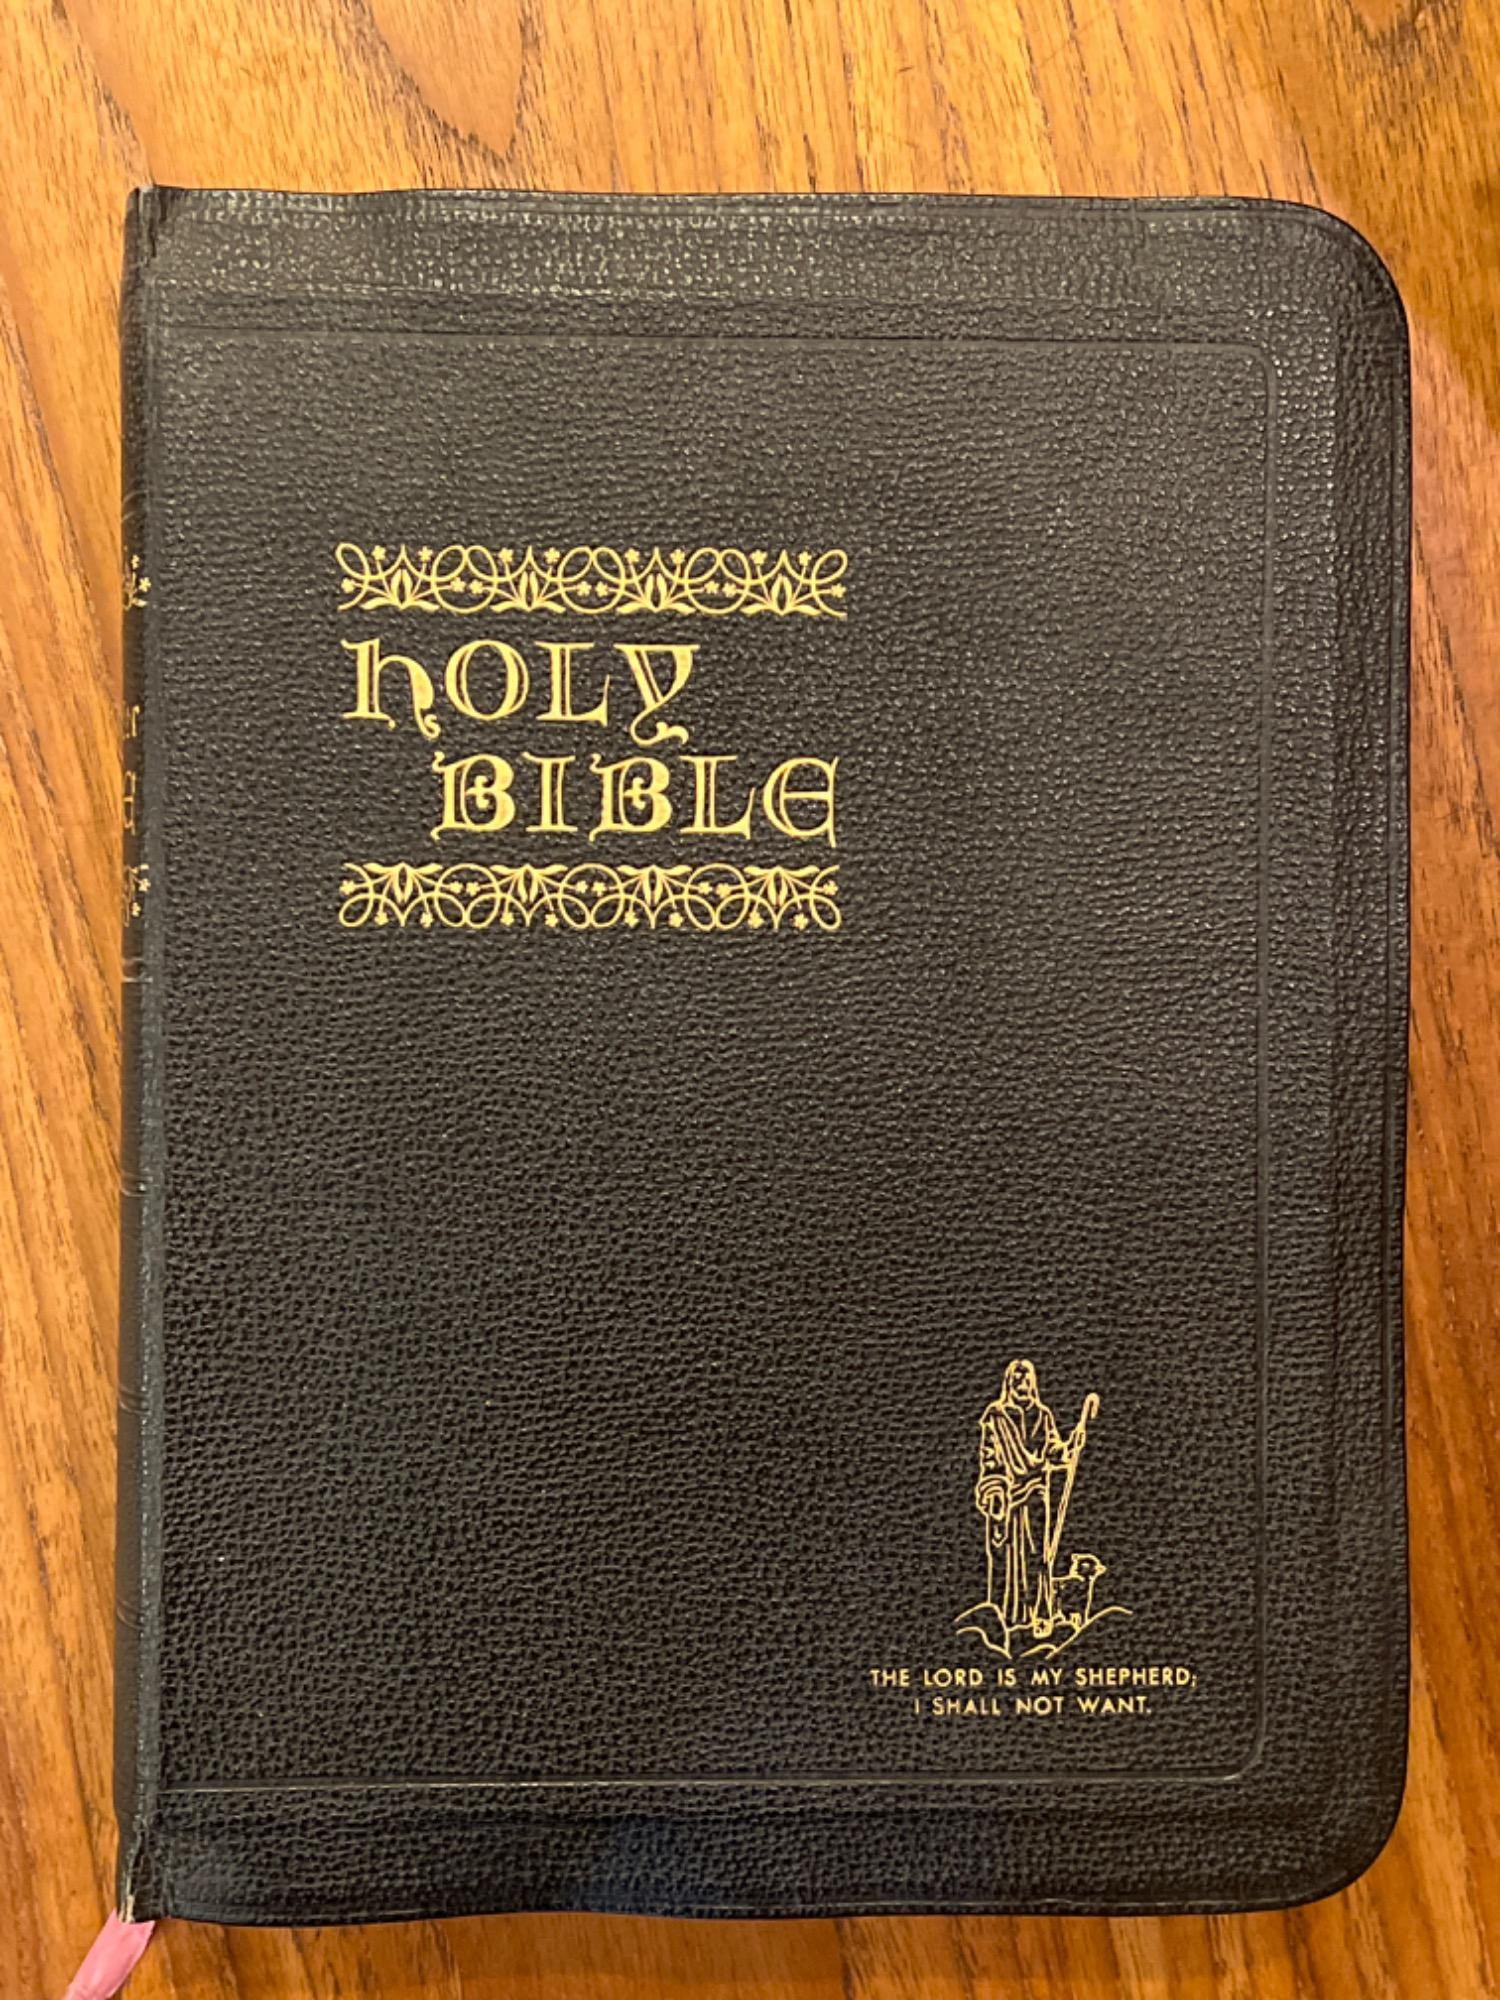 HOLY
BIBLE
THE LORD IS MY SHEPHERD;
I SHALL NOT WANT.